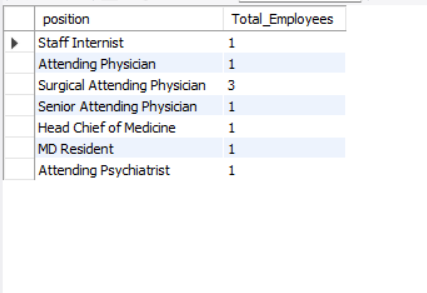 position Total_Employees
Staff Internist 1
Attending Physician 1
Surgical Attending Physician 3
Senior Attending Physician 1
Head Chief of Medicine 1
MD Resident 1
Attending Psychiatrist 1